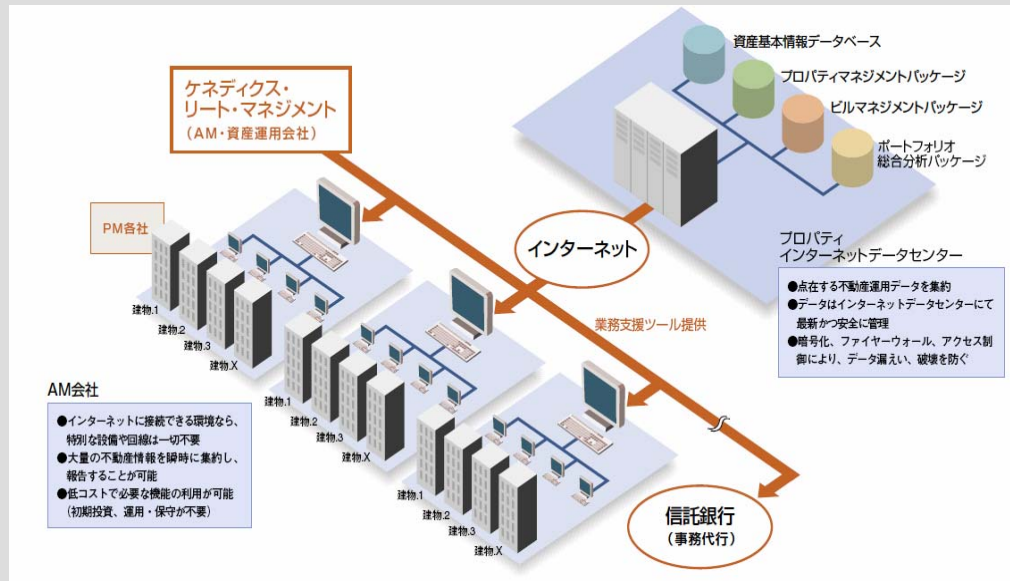 資産基本情報データベース
プロパティマネジメントパッケージ
ビルマネジメントパッケージ
ポートフォリオ
総合分析パッケージ
ケネディクス・
リート・マネジメント
(AM・資産運用会社)
PM各社
インターネット
プロパティ
インターネットデータセンター
●点在する不動産運用データを集約
●データはインターネットデータセンターにて
最新かつ安全に管理
●暗号化、ファイヤーウォール、アクセス制
御により、データ漏えい、破壊を防ぐ
業務支援ツール提供
建物.1
建物.2
建物.3
建物.X
建物.1
建物.2
建物.3
建物.X
建物.1
建物.2
建物.3
建物.X
AM会社
●インターネットに接続できる環境なら、
特別な設備や回線は一切不要
●大量の不動産情報を瞬時に集約し、
報告することが可能
●低コストで必要な機能の利用が可能
(初期投資、運用・保守が不要)
信託銀行
(事務代行)